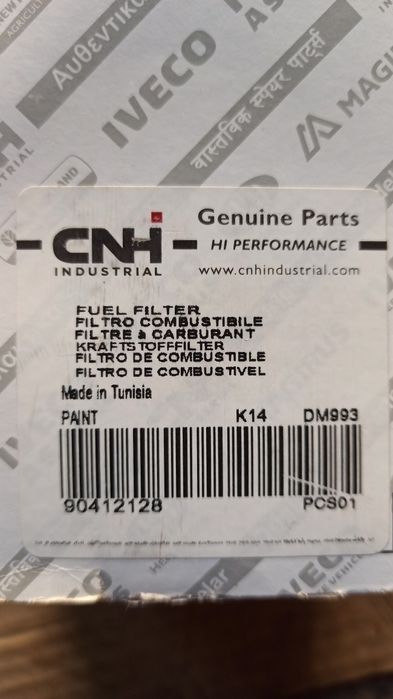 Αυθεντικο
IVECO
वास्तविक स्पेयर पार्ट्स
CNH
INDUSTRIAL
Genuine Parts
HI PERFORMANCE
www.cnhindustrial.com
FUEL FILTER
FILTRO COMBUSTIBILE
FILTRE à CARBURANT
KRAFTSTOFFFILTER
FILTRO DE COMBUSTIBLE
FILTRO DE COMBUSTIVEL
Made in Tunisia
PAINT K14 DM993
90412128 PCS01
IVECO